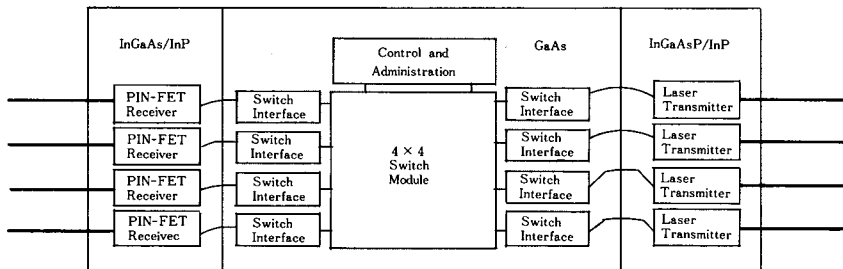 InGaAs/InP
GaAs
InGaAsP/InP
Control and
Administration
PIN-FET
Receiver
PIN-FET
Receiver
PIN-FET
Receiver
PIN-FET
Receivec
Switch
Interface
Switch
Interface
Switch
Interface
Switch
Interface
4 × 4
Switch
Module
Switch
Interface
Switch
Interface
Switch
Interface
Switch
Interface
Laser
Transmitter
Laser
Transmitter
Laser
Transmitter
Laser
Transmitter